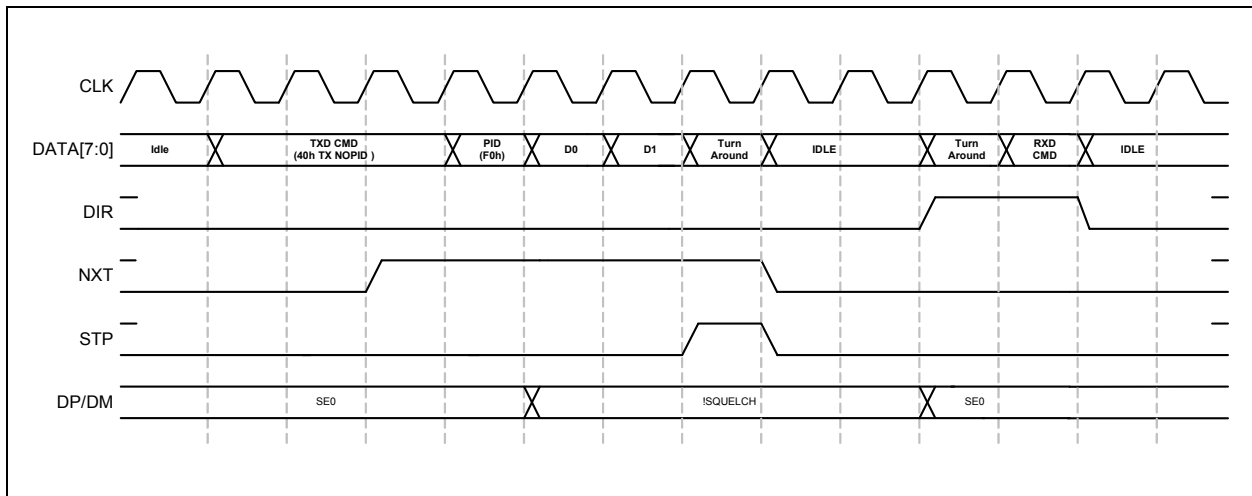 CLK
DATA[7:0]
Idle
TXD CMD
(40h TX NOPID )
PID
(F0h)
D0
D1
Turn
Around
IDLE
Turn
Around
RXD
CMD
IDLE
DIR
NXT
STP
DP/DM
SE0
!SQUELCH
SE0